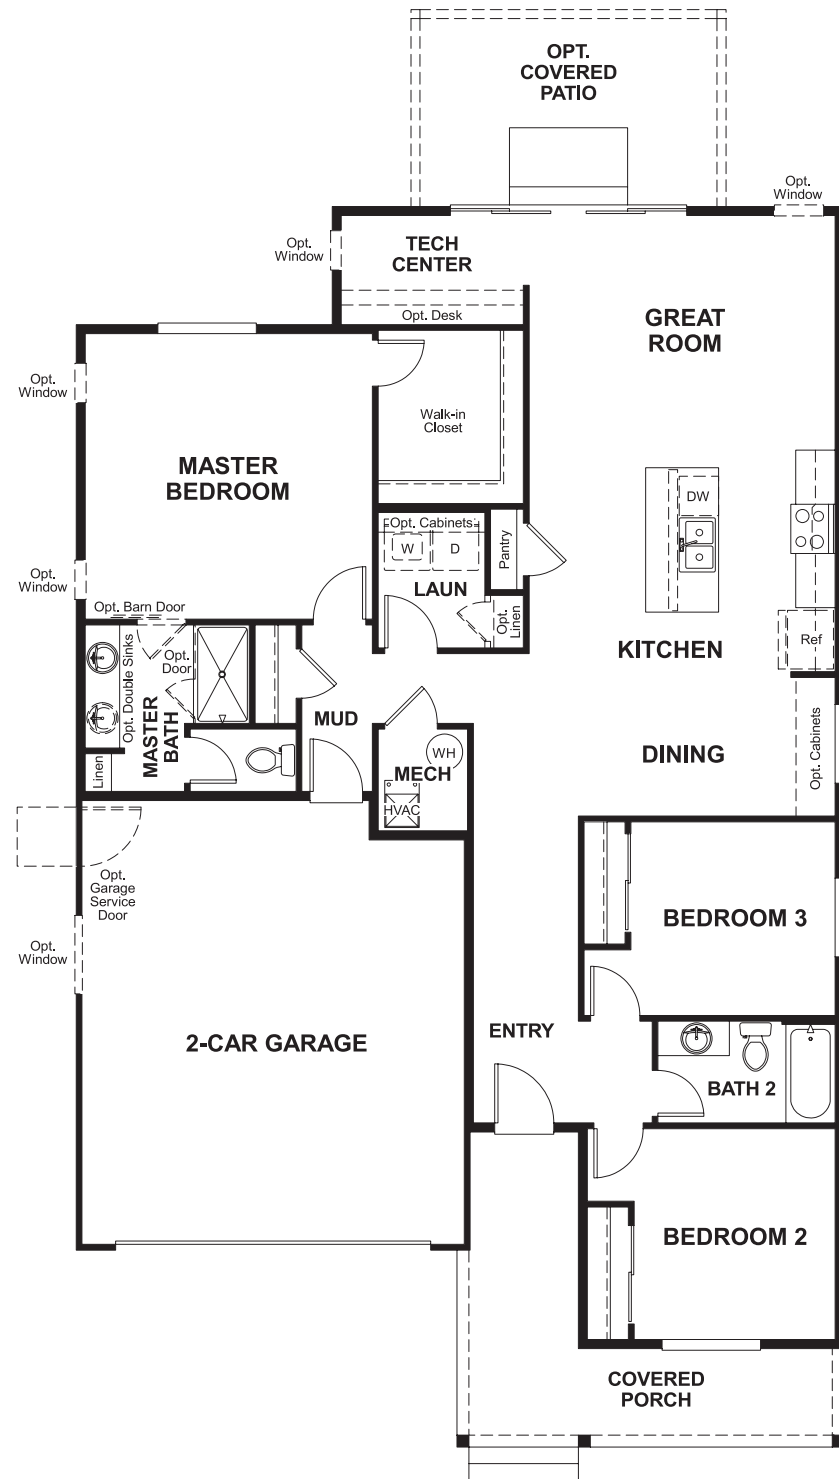 OPT.
COVERED
PATIO
Opt.
Window
Opt.
Window
TECH
CENTER
Opt. Desk
GREAT
ROOM
Opt.
Window
Walk-in
Closet
MASTER
BEDROOM
DW
Opt. Cabinets
W
D
Pantry
LAUN
Opt.
Linen
Opt.
Window
Opt. Barn Door
Opt. Double Sinks
Opt.
Door
MASTER
BATH
Linen
KITCHEN
Ref
MUD
WH
MECH
HVAC
DINING
Opt. Cabinets
Opt.
Garage
Service
Door
Opt.
Window
BEDROOM 3
2-CAR GARAGE
ENTRY
BATH 2
BEDROOM 2
COVERED
PORCH